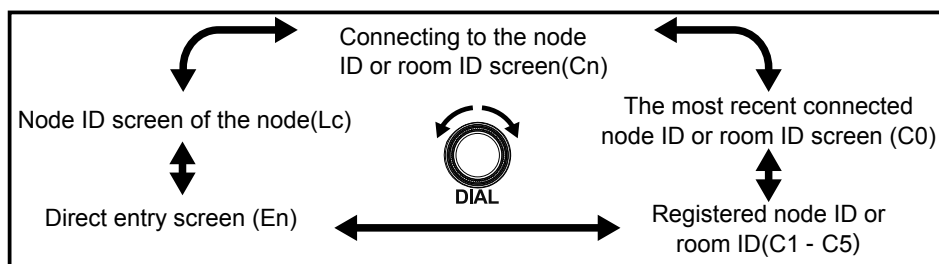 Connecting to the node
ID or room ID screen(Cn)
Node ID screen of the node(Lc)
The most recent connected
node ID or room ID screen (C0)
DIAL
Direct entry screen (En)
Registered node ID or
room ID(C1 - C5)